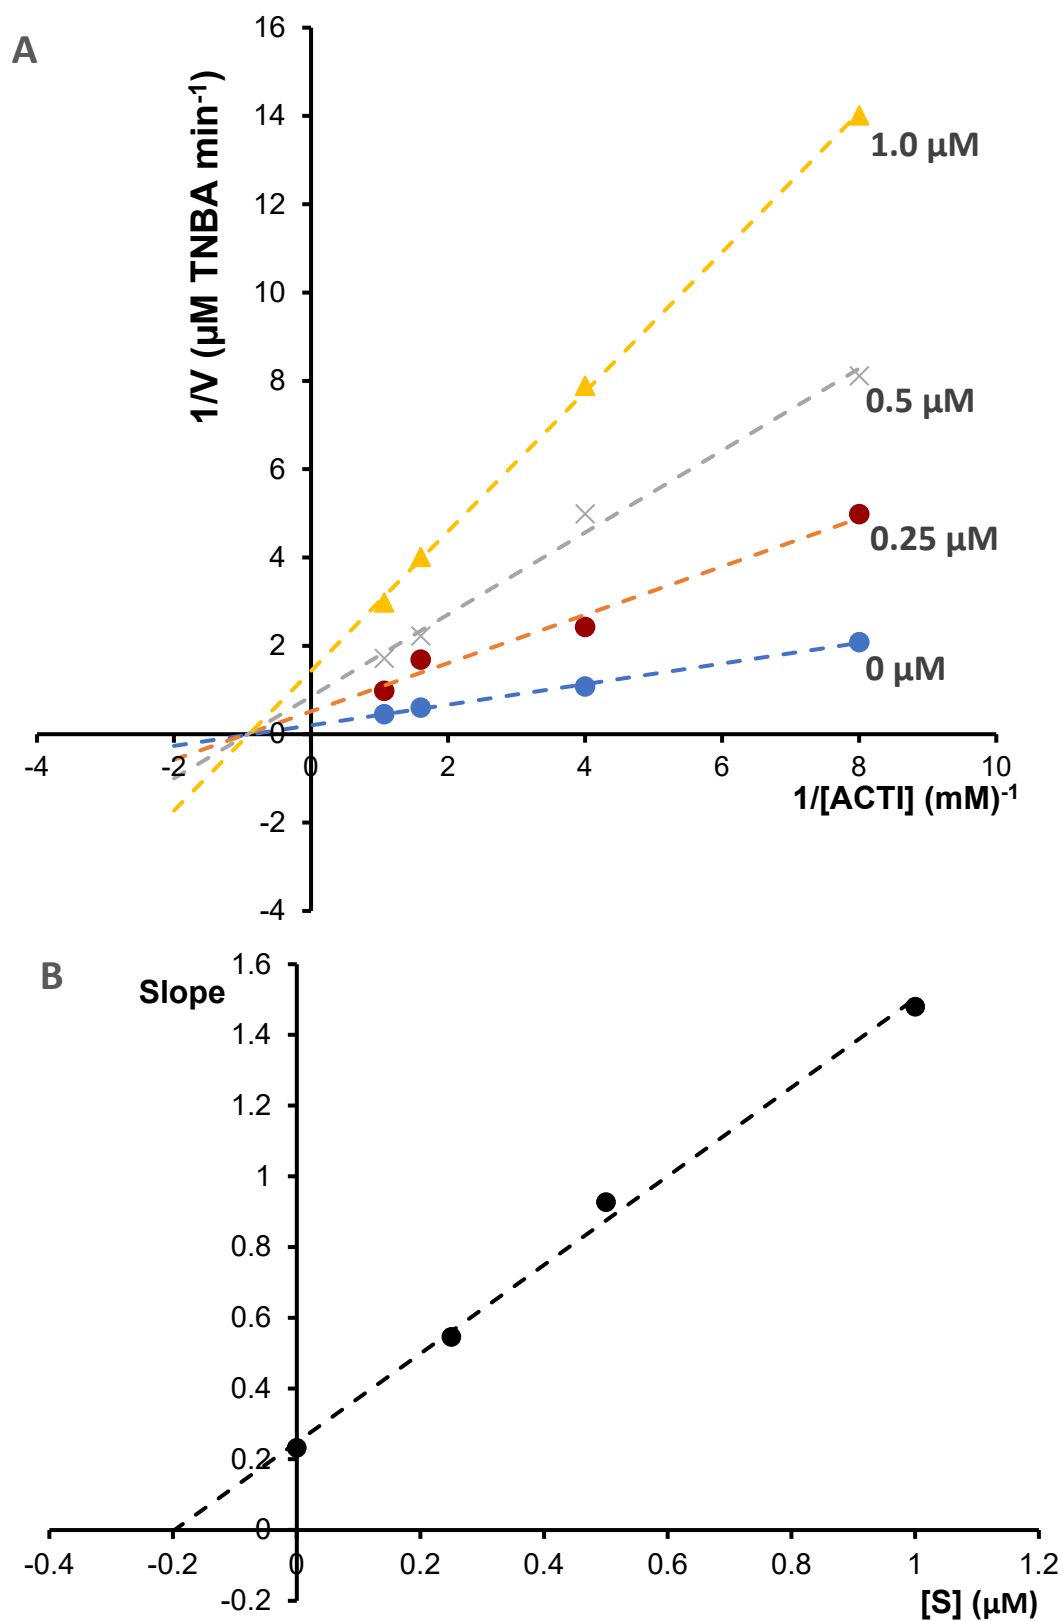 A
1/V (µM TNBA min-1)
16
14
12
10
8
6
4
2
0
-2
-4
1.0 µM
0.5 µM
0.25 µM
0 µM
-4 -2 0 2 4 6 8 10
1/[ACTI] (mM)-1
B
Slope
1.6
1.4
1.2
1
0.8
0.6
0.4
0.2
0
-0.2
-0.4 -0.2 0 0.2 0.4 0.6 0.8 1 1.2
[S] (µM)